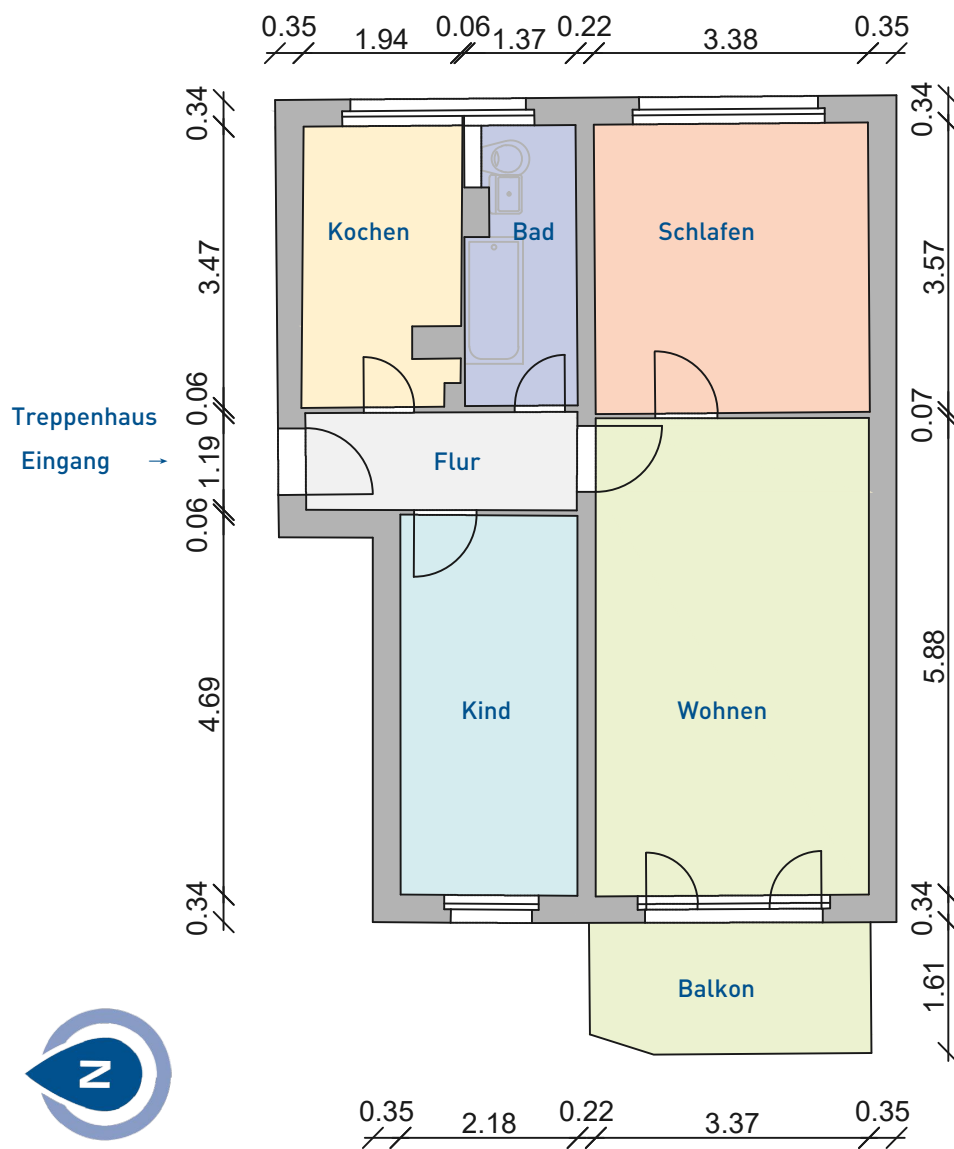 0.35 1.94 0.06 1.37 0.22 3.38 0.35
0.34
0.34
Kochen
Bad
Schlafen
3.47
3.57
0.06
0.07
Treppenhaus
Eingang →
1.19
Flur
0.06
4.69
5.88
Kind
Wohnen
0.34
0.34
Balkon
1.61
N
0.35 2.18 0.22 3.37 0.35